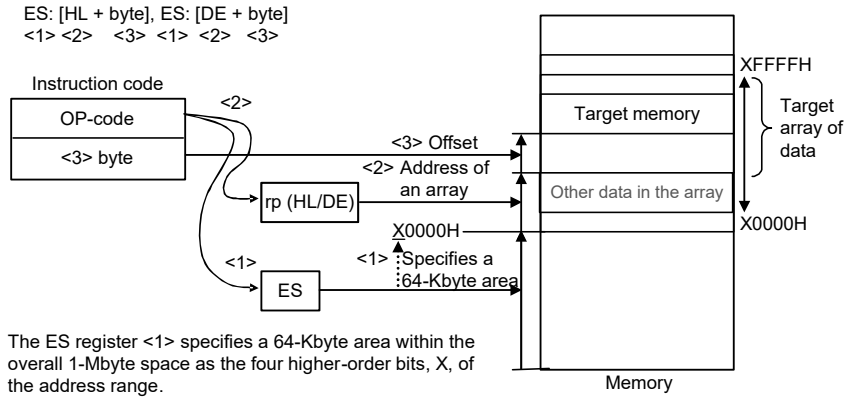 ES: [HL + byte], ES: [DE + byte]
<1> <2> <3> <1> <2> <3>
Instruction code
OP-code
<3> byte
<2>
<3> Offset
<2> Address of
an array
rp (HL/DE)
X0000H
<1> Specifies a
64-Kbyte area
<1>
ES
XFFFFH
Target memory
Target
array of
data
Other data in the array
X0000H
Memory
The ES register <1> specifies a 64-Kbyte area within the
overall 1-Mbyte space as the four higher-order bits, X, of
the address range.